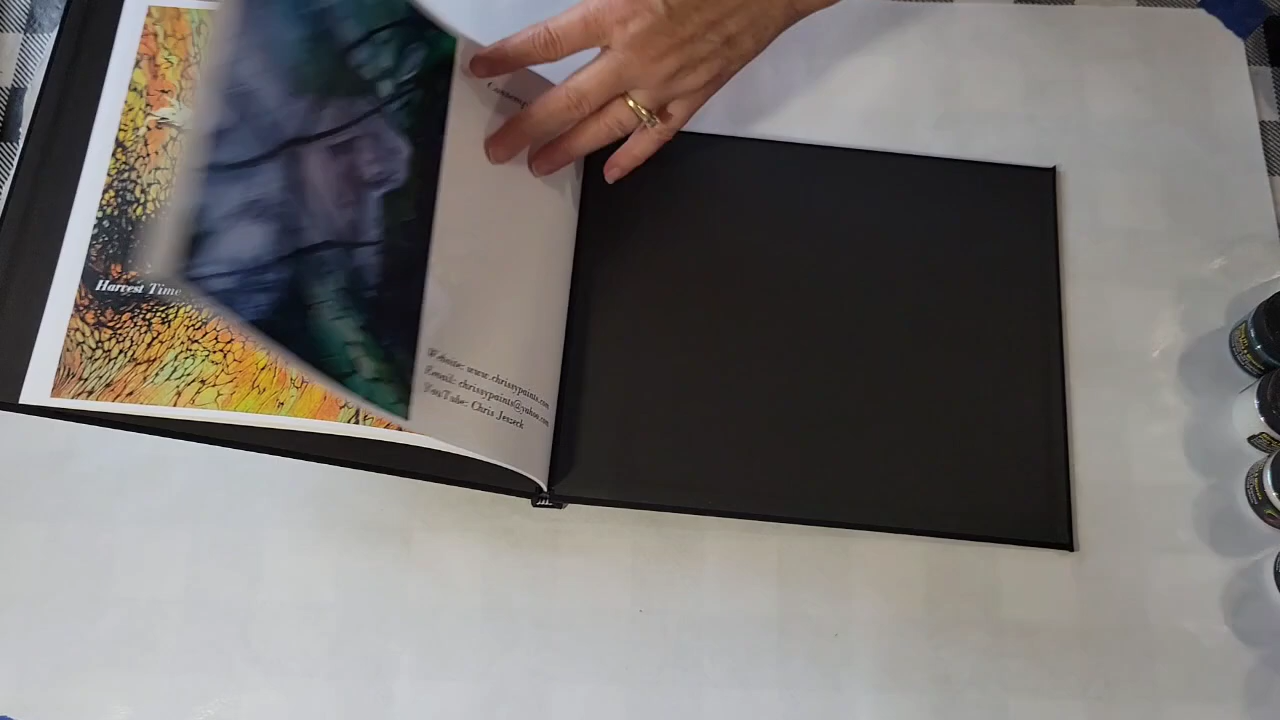 Harvest Time
Website: www.chrissypaints.com
Email: chrissypaints@yahoo.com
YouTube: Chris Jeszeck